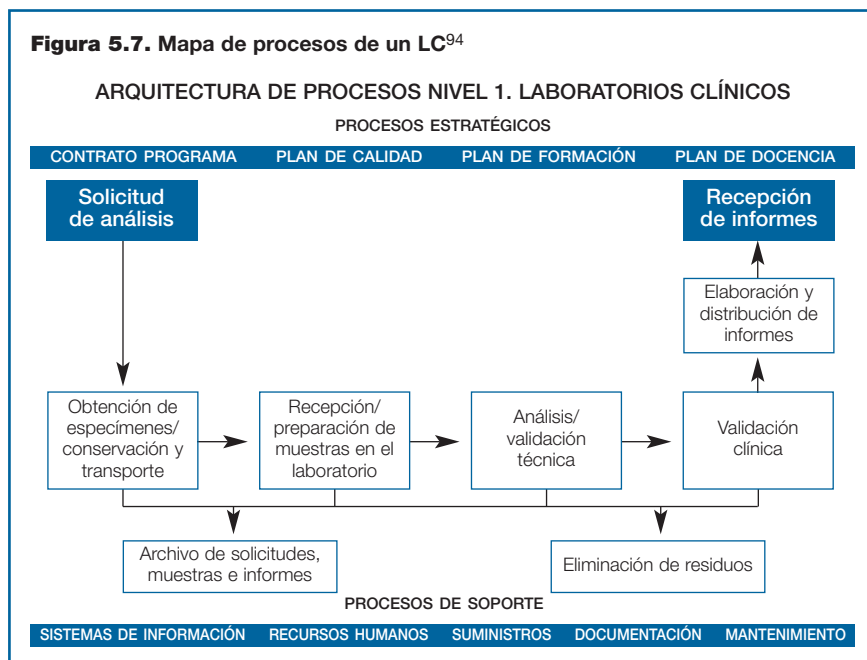 Figura 5.7. Mapa de procesos de un LC94
ARQUITECTURA DE PROCESOS NIVEL 1. LABORATORIOS CLÍNICOS
PROCESOS ESTRATÉGICOS
CONTRATO PROGRAMA PLAN DE CALIDAD PLAN DE FORMACIÓN PLAN DE DOCENCIA
Solicitud
de análisis
Recepción
de informes
Elaboración y
distribución de
informes
Obtención de
especímenes/
conservación y
transporte
Recepción/
preparación de
muestras en el
laboratorio
Análisis/
validación
técnica
Validación
clínica
Archivo de solicitudes,
muestras e informes
Eliminación de residuos
PROCESOS DE SOPORTE
SISTEMAS DE INFORMACIÓN RECURSOS HUMANOS SUMINISTROS DOCUMENTACIÓN MANTENIMIENTO